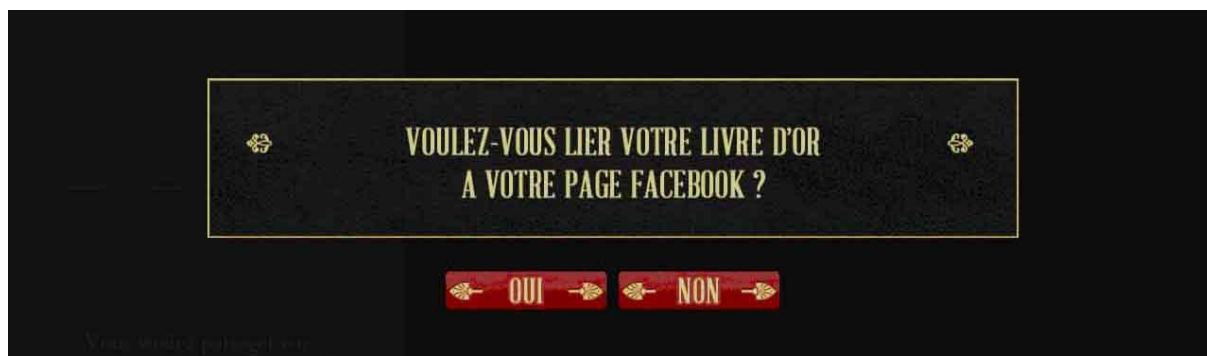 VOULEZ-VOUS LIER VOTRE LIVRE D'OR
A VOTRE PAGE FACEBOOK ?
OUI NON